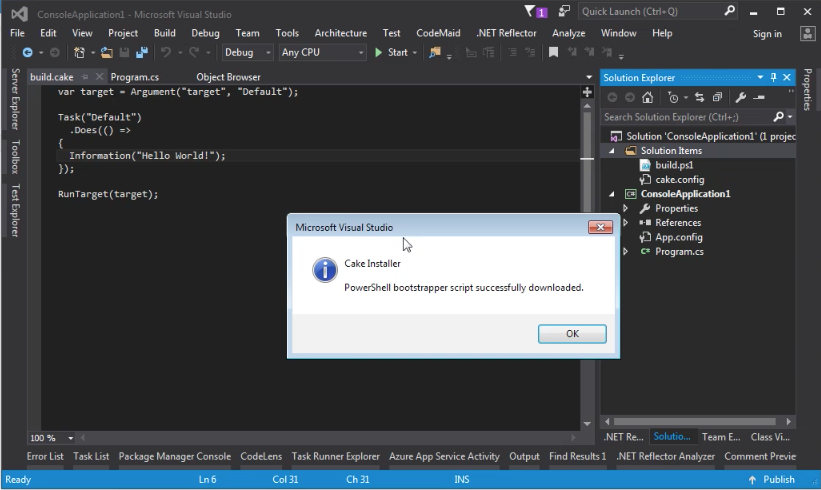 ConsoleApplication1 - Microsoft Visual Studio
1
Quick Launch (Ctrl+Q)
File Edit View Project Build Debug Team Tools Architecture Test CodeMaid .NET Reflector Analyze Window Help Sign in
Debug Any CPU Start
build.cake Program.cs Object Browser
Solution Explorer
Server Explorer
Toolbox
Test Explorer
Properties
var target = Argument("target", "Default");
Task("Default")
.Does(() =>
{
Information("Hello World!");
});
RunTarget(target);
Search Solution Explorer (Ctrl+;)
Solution 'ConsoleApplication1' (1 projec
Solution Items
build.ps1
cake.config
ConsoleApplication1
Properties
References
App.config
Program.cs
Microsoft Visual Studio
Cake Installer
PowerShell bootstrapper script successfully downloaded.
OK
100 %
.NET Re... Solutio... Team E... Class Vi...
Error List Task List Package Manager Console CodeLens Task Runner Explorer Azure App Service Activity Output Find Results 1 .NET Reflector Analyzer Comment Previe
Ready Ln 6 Col 31 Ch 31 INS Publish